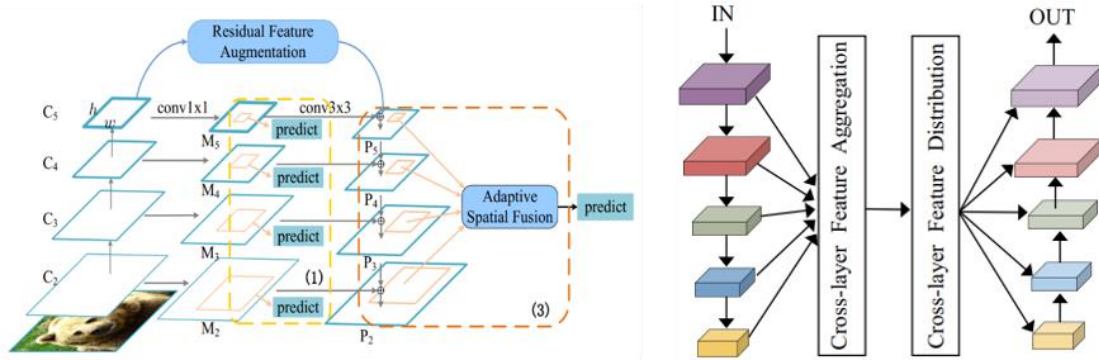 Residual Feature
Augmentation
C₅
h
w
conv1x1
conv3x3
predict
M₅
P₅
C₄
predict
M₄
P₄
C₃
predict
M₃
P₃
C₂
(1)
predict
M₂
P₂
(3)
Adaptive
Spatial Fusion
predict
IN
Cross-layer Feature Aggregation
Cross-layer Feature Distribution
OUT